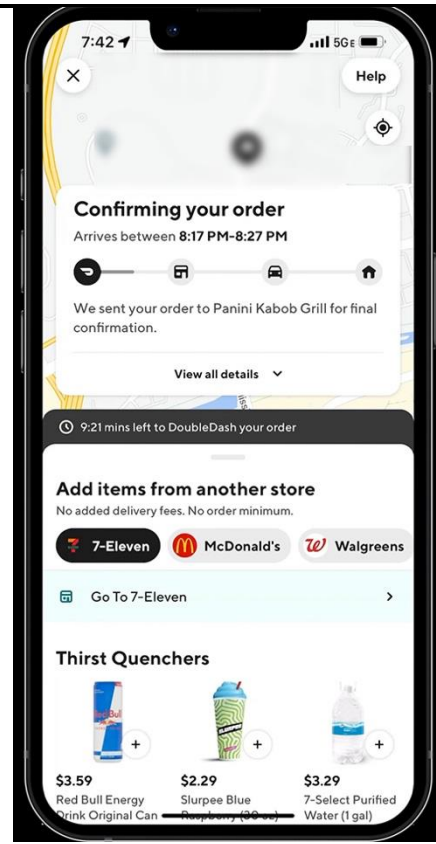 7:42
5GE
Help
Confirming your order
Arrives between 8:17 PM-8:27 PM
We sent your order to Panini Kabob Grill for final
confirmation.
View all details
9:21 mins left to DoubleDash your order
Add items from another store
No added delivery fees. No order minimum.
7-Eleven McDonald's Walgreens
Go To 7-Eleven
Thirst Quenchers
$3.59 $2.29 $3.29
Red Bull Energy Slurpee Blue 7-Select Purified
Drink Original Can Raspberry (30 oz) Water (1 gal)